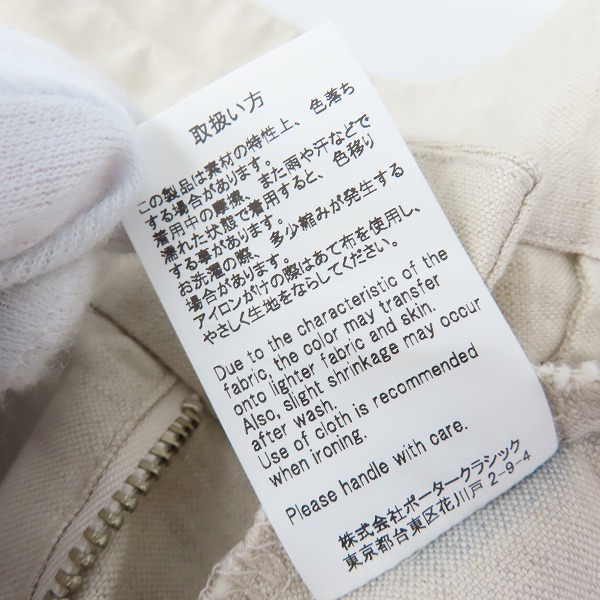 取扱い方
この製品は素材の特性上、色落ち
する場合があります。
着用中の摩擦、また雨や汗などで
濡れた状態で着用すると、色移り
する事があります。
お洗濯の際、多少縮みが発生する
場合があります。
アイロンがけの際はあて布を使用し、
やさしく生地をならしてください。
Due to the characteristic of the
fabric, the color may transfer
onto lighter fabric and skin.
Also, slight shrinkage may occur
after wash.
Use of cloth is recommended
when ironing.
Please handle with care.
株式会社ポータークラシック
東京都台東区花川戸 2-9-4